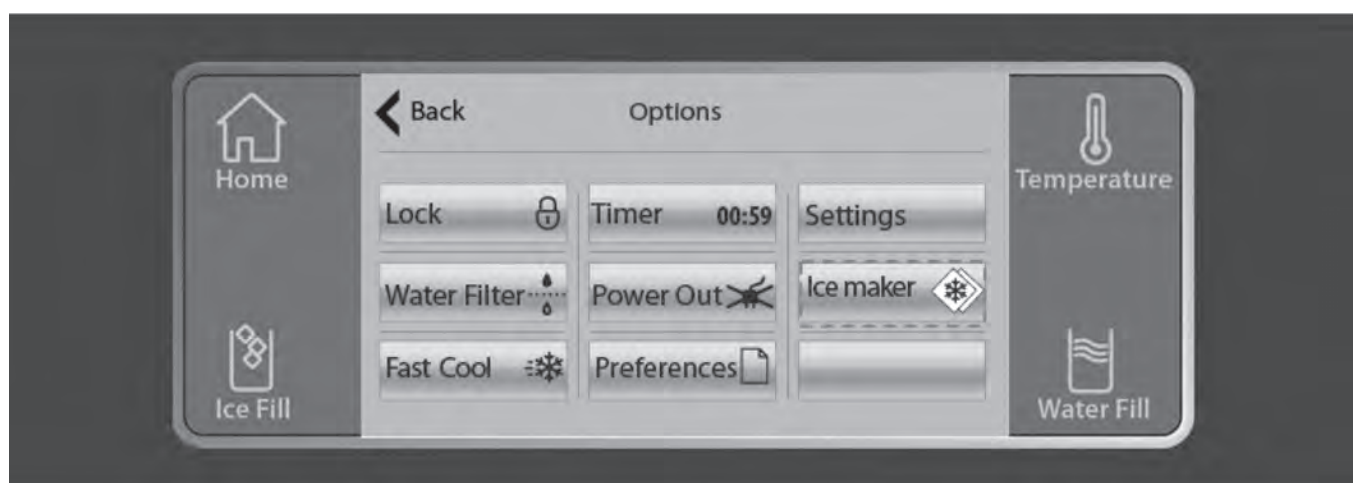 Back
Options
Home
Temperature
Lock
Timer 00:59
Settings
Water Filter
Power Out
Ice maker
Fast Cool
Preferences
Ice Fill
Water Fill